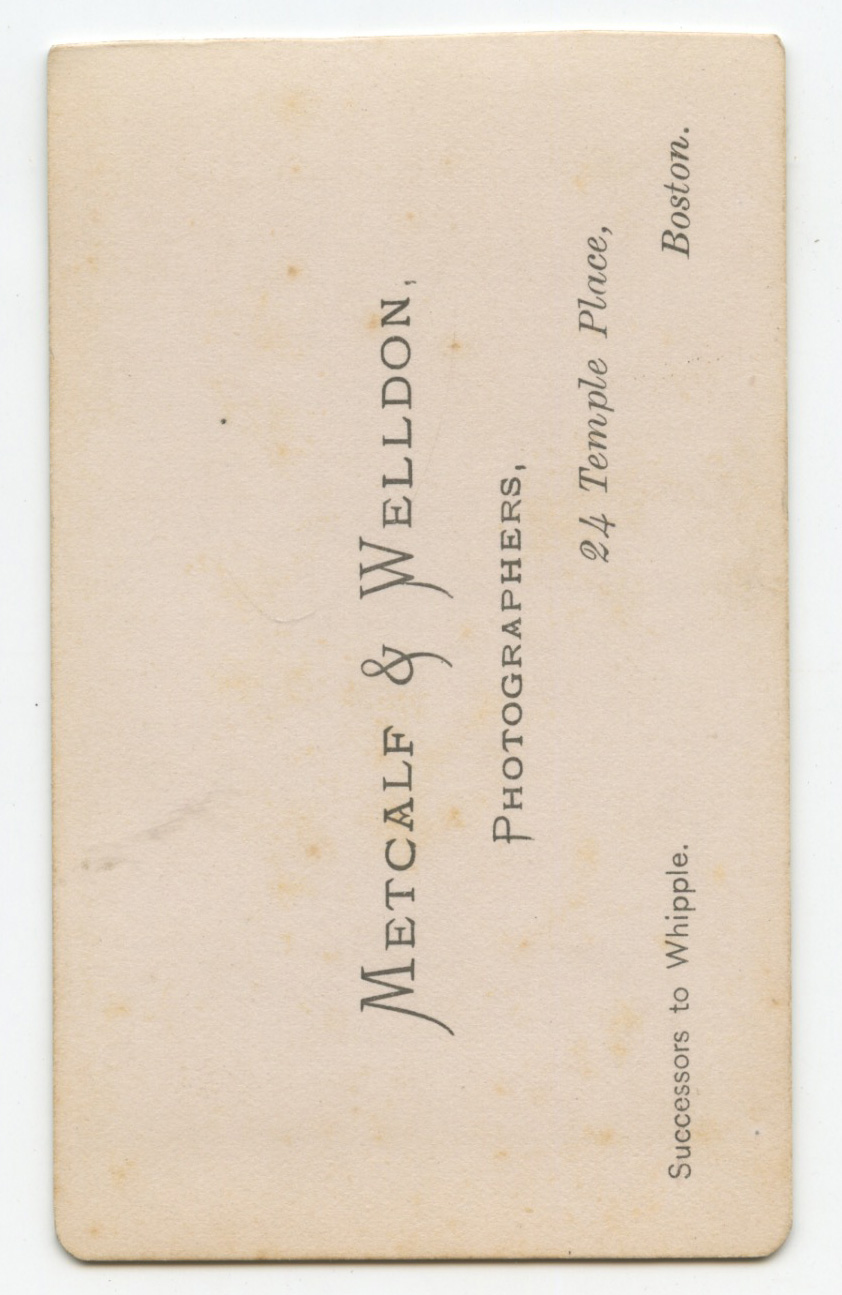 METCALF & WELLDON,
PHOTOGRAPHERS,
24 Temple Place,
Successors to Whipple. Boston.